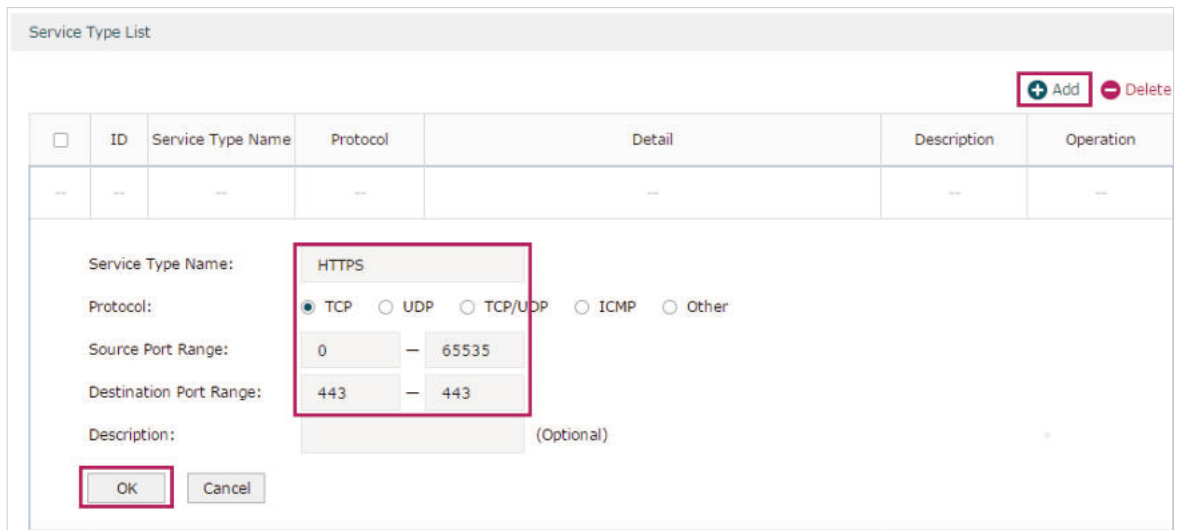 Service Type List
Add Delete
ID Service Type Name Protocol Detail Description Operation
-- -- -- -- -- -- --
Service Type Name: HTTPS
Protocol: TCP UDP TCP/UDP ICMP Other
Source Port Range: 0 — 65535
Destination Port Range: 443 — 443
Description: (Optional)
OK Cancel